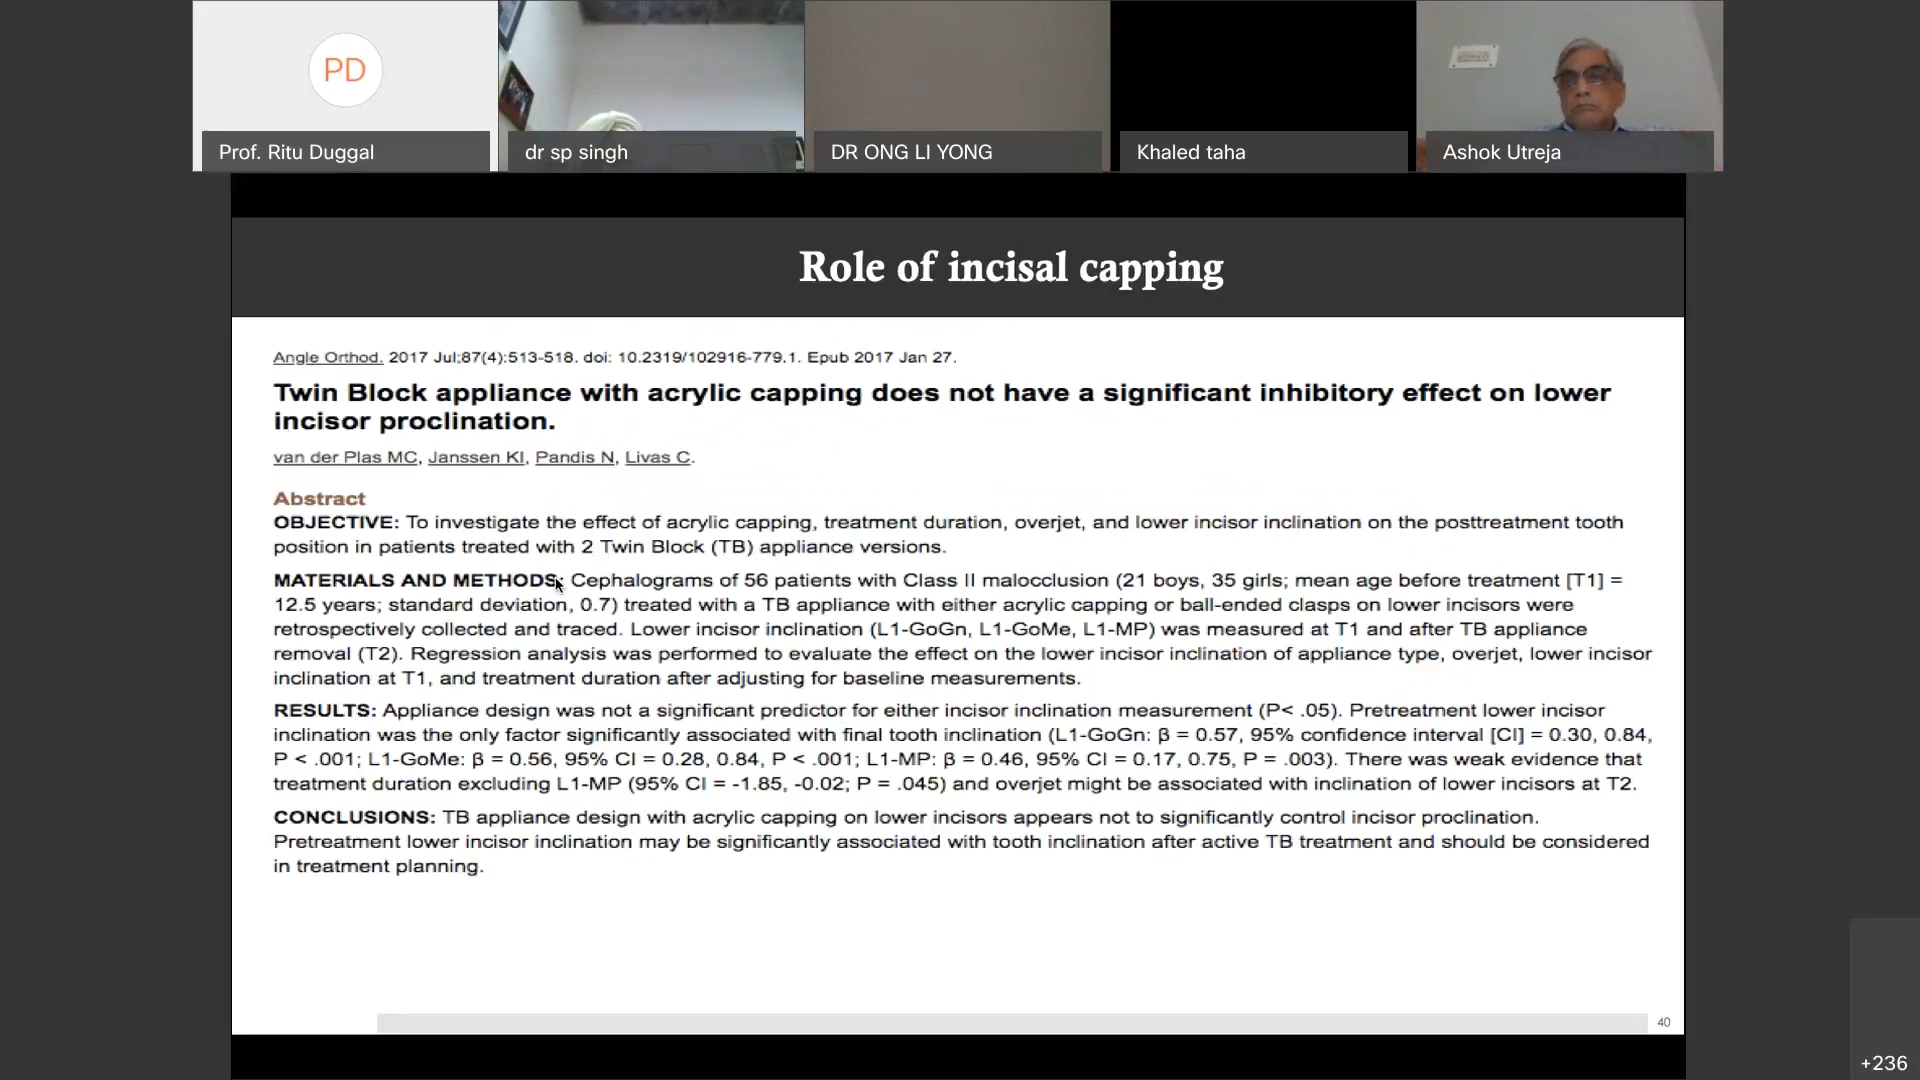 PD
Prof. Ritu Duggal
dr sp singh
DR ONG LI YONG
Khaled taha
Ashok Utreja
Role of incisal capping
Angle Orthod. 2017 Jul;87(4):513-518. doi: 10.2319/102916-779.1. Epub 2017 Jan 27.
Twin Block appliance with acrylic capping does not have a significant inhibitory effect on lower
incisor proclination.
van der Plas MC, Janssen KI, Pandis N, Livas C.
Abstract
OBJECTIVE: To investigate the effect of acrylic capping, treatment duration, overjet, and lower incisor inclination on the posttreatment tooth
position in patients treated with 2 Twin Block (TB) appliance versions.
MATERIALS AND METHODS: Cephalograms of 56 patients with Class II malocclusion (21 boys, 35 girls; mean age before treatment [T1] =
12.5 years; standard deviation, 0.7) treated with a TB appliance with either acrylic capping or ball-ended clasps on lower incisors were
retrospectively collected and traced. Lower incisor inclination (L1-GoGn, L1-GoMe, L1-MP) was measured at T1 and after TB appliance
removal (T2). Regression analysis was performed to evaluate the effect on the lower incisor inclination of appliance type, overjet, lower incisor
inclination at T1, and treatment duration after adjusting for baseline measurements.
RESULTS: Appliance design was not a significant predictor for either incisor inclination measurement (P< .05). Pretreatment lower incisor
inclination was the only factor significantly associated with final tooth inclination (L1-GoGn: β = 0.57, 95% confidence interval [CI] = 0.30, 0.84,
P < .001; L1-GoMe: β = 0.56, 95% CI = 0.28, 0.84, P < .001; L1-MP: β = 0.46, 95% CI = 0.17, 0.75, P = .003). There was weak evidence that
treatment duration excluding L1-MP (95% CI = -1.85, -0.02; P = .045) and overjet might be associated with inclination of lower incisors at T2.
CONCLUSIONS: TB appliance design with acrylic capping on lower incisors appears not to significantly control incisor proclination.
Pretreatment lower incisor inclination may be significantly associated with tooth inclination after active TB treatment and should be considered
in treatment planning.
40
+236